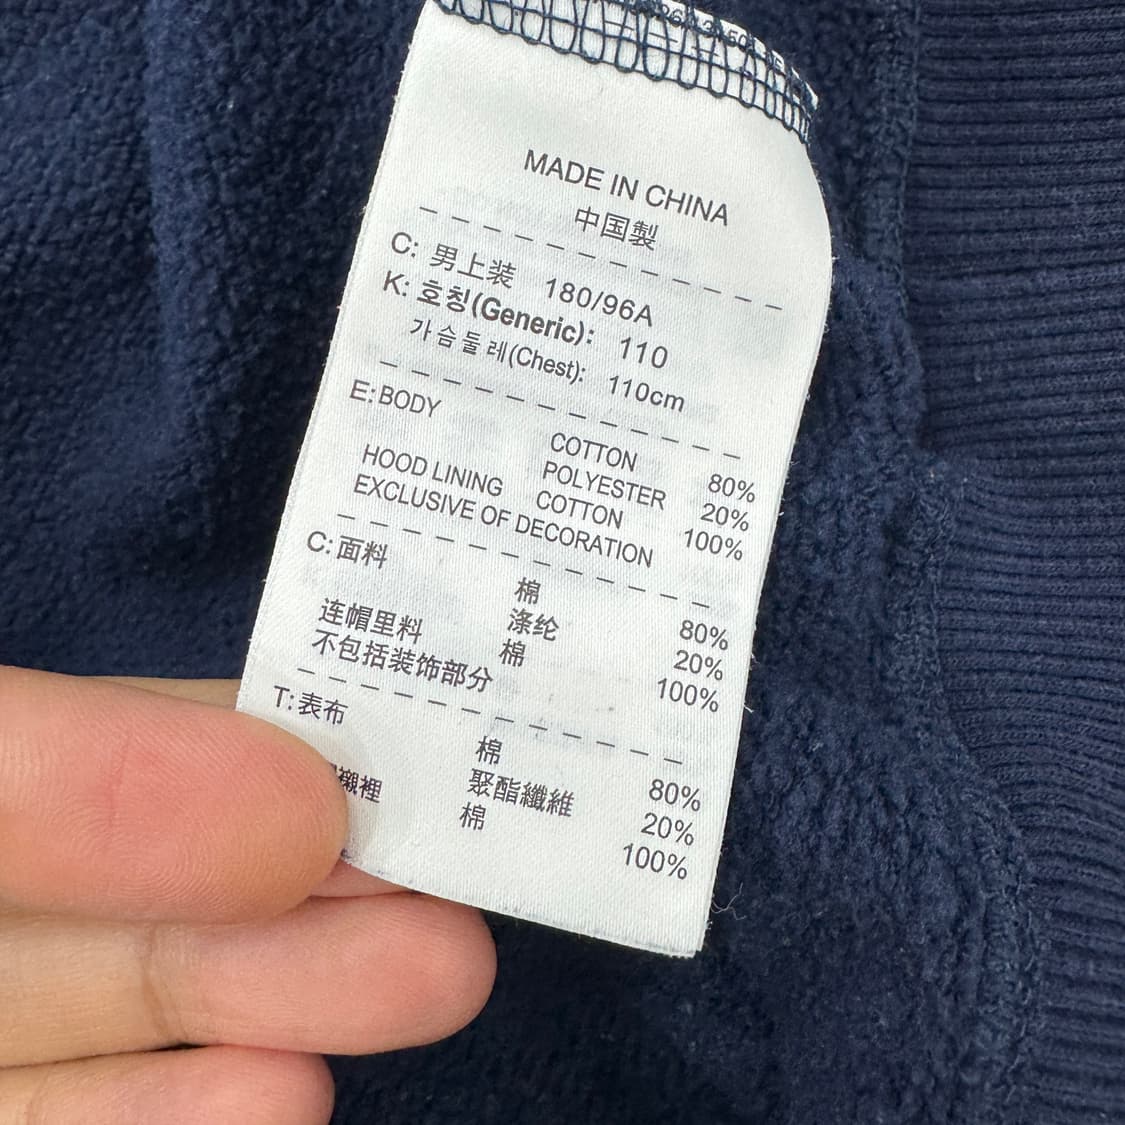 MADE IN CHINA
中国製
C: 男上装 180/96A
K: 호칭(Generic): 110
가슴둘레(Chest): 110cm
E: BODY
COTTON 80%
POLYESTER 20%
HOOD LINING COTTON 100%
EXCLUSIVE OF DECORATION
C: 面料
棉 80%
涤纶 20%
连帽里料 棉 100%
不包括装饰部分
T: 表布
棉 80%
聚酯纖維 20%
襯裡 棉 100%